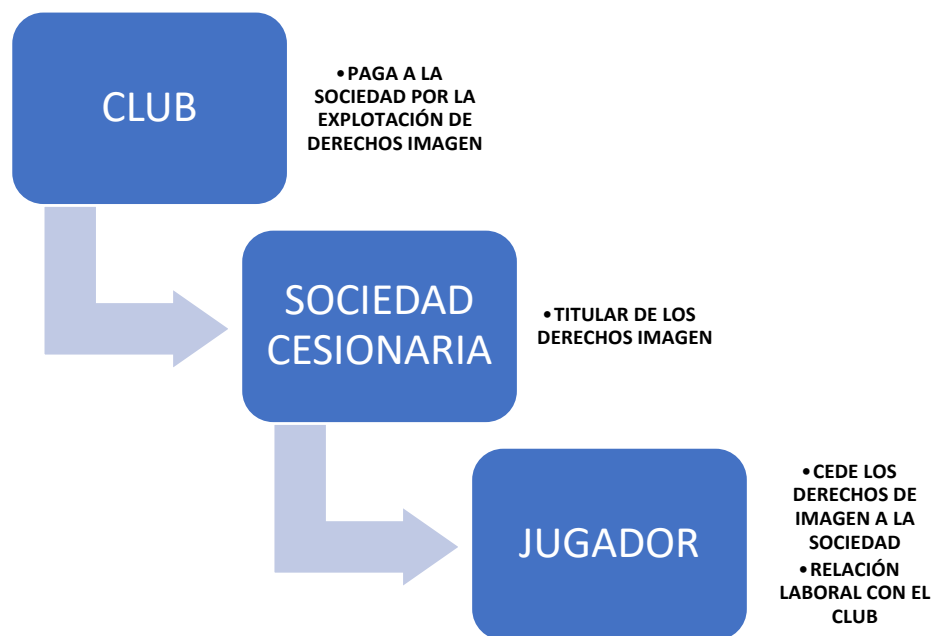 CLUB
•PAGA A LA
SOCIEDAD POR LA
EXPLOTACIÓN DE
DERECHOS IMAGEN
SOCIEDAD
CESIONARIA
•TITULAR DE LOS
DERECHOS IMAGEN
JUGADOR
•CEDE LOS
DERECHOS DE
IMAGEN A LA
SOCIEDAD
•RELACIÓN
LABORAL CON EL
CLUB